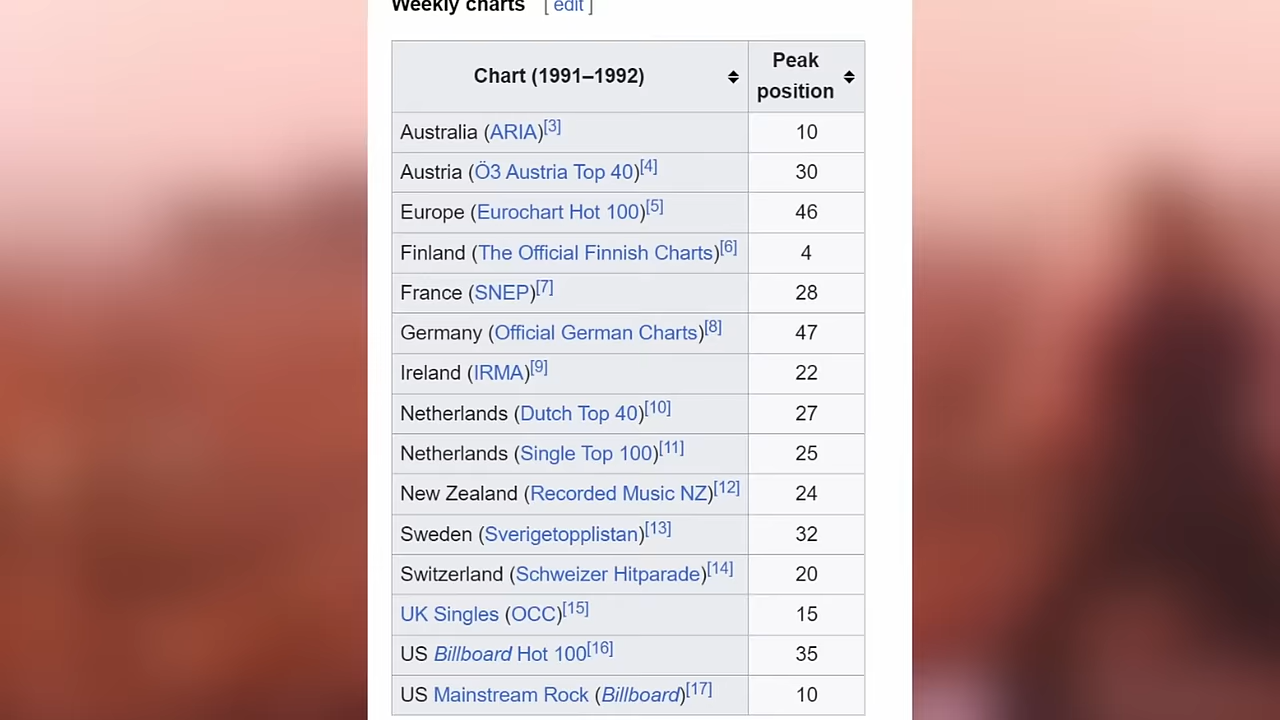 Weekly charts [ edit ]
Chart (1991–1992)
Peak
position
Australia (ARIA)[3] 10
Austria (Ö3 Austria Top 40)[4] 30
Europe (Eurochart Hot 100)[5] 46
Finland (The Official Finnish Charts)[6] 4
France (SNEP)[7] 28
Germany (Official German Charts)[8] 47
Ireland (IRMA)[9] 22
Netherlands (Dutch Top 40)[10] 27
Netherlands (Single Top 100)[11] 25
New Zealand (Recorded Music NZ)[12] 24
Sweden (Sverigetopplistan)[13] 32
Switzerland (Schweizer Hitparade)[14] 20
UK Singles (OCC)[15] 15
US Billboard Hot 100[16] 35
US Mainstream Rock (Billboard)[17] 10